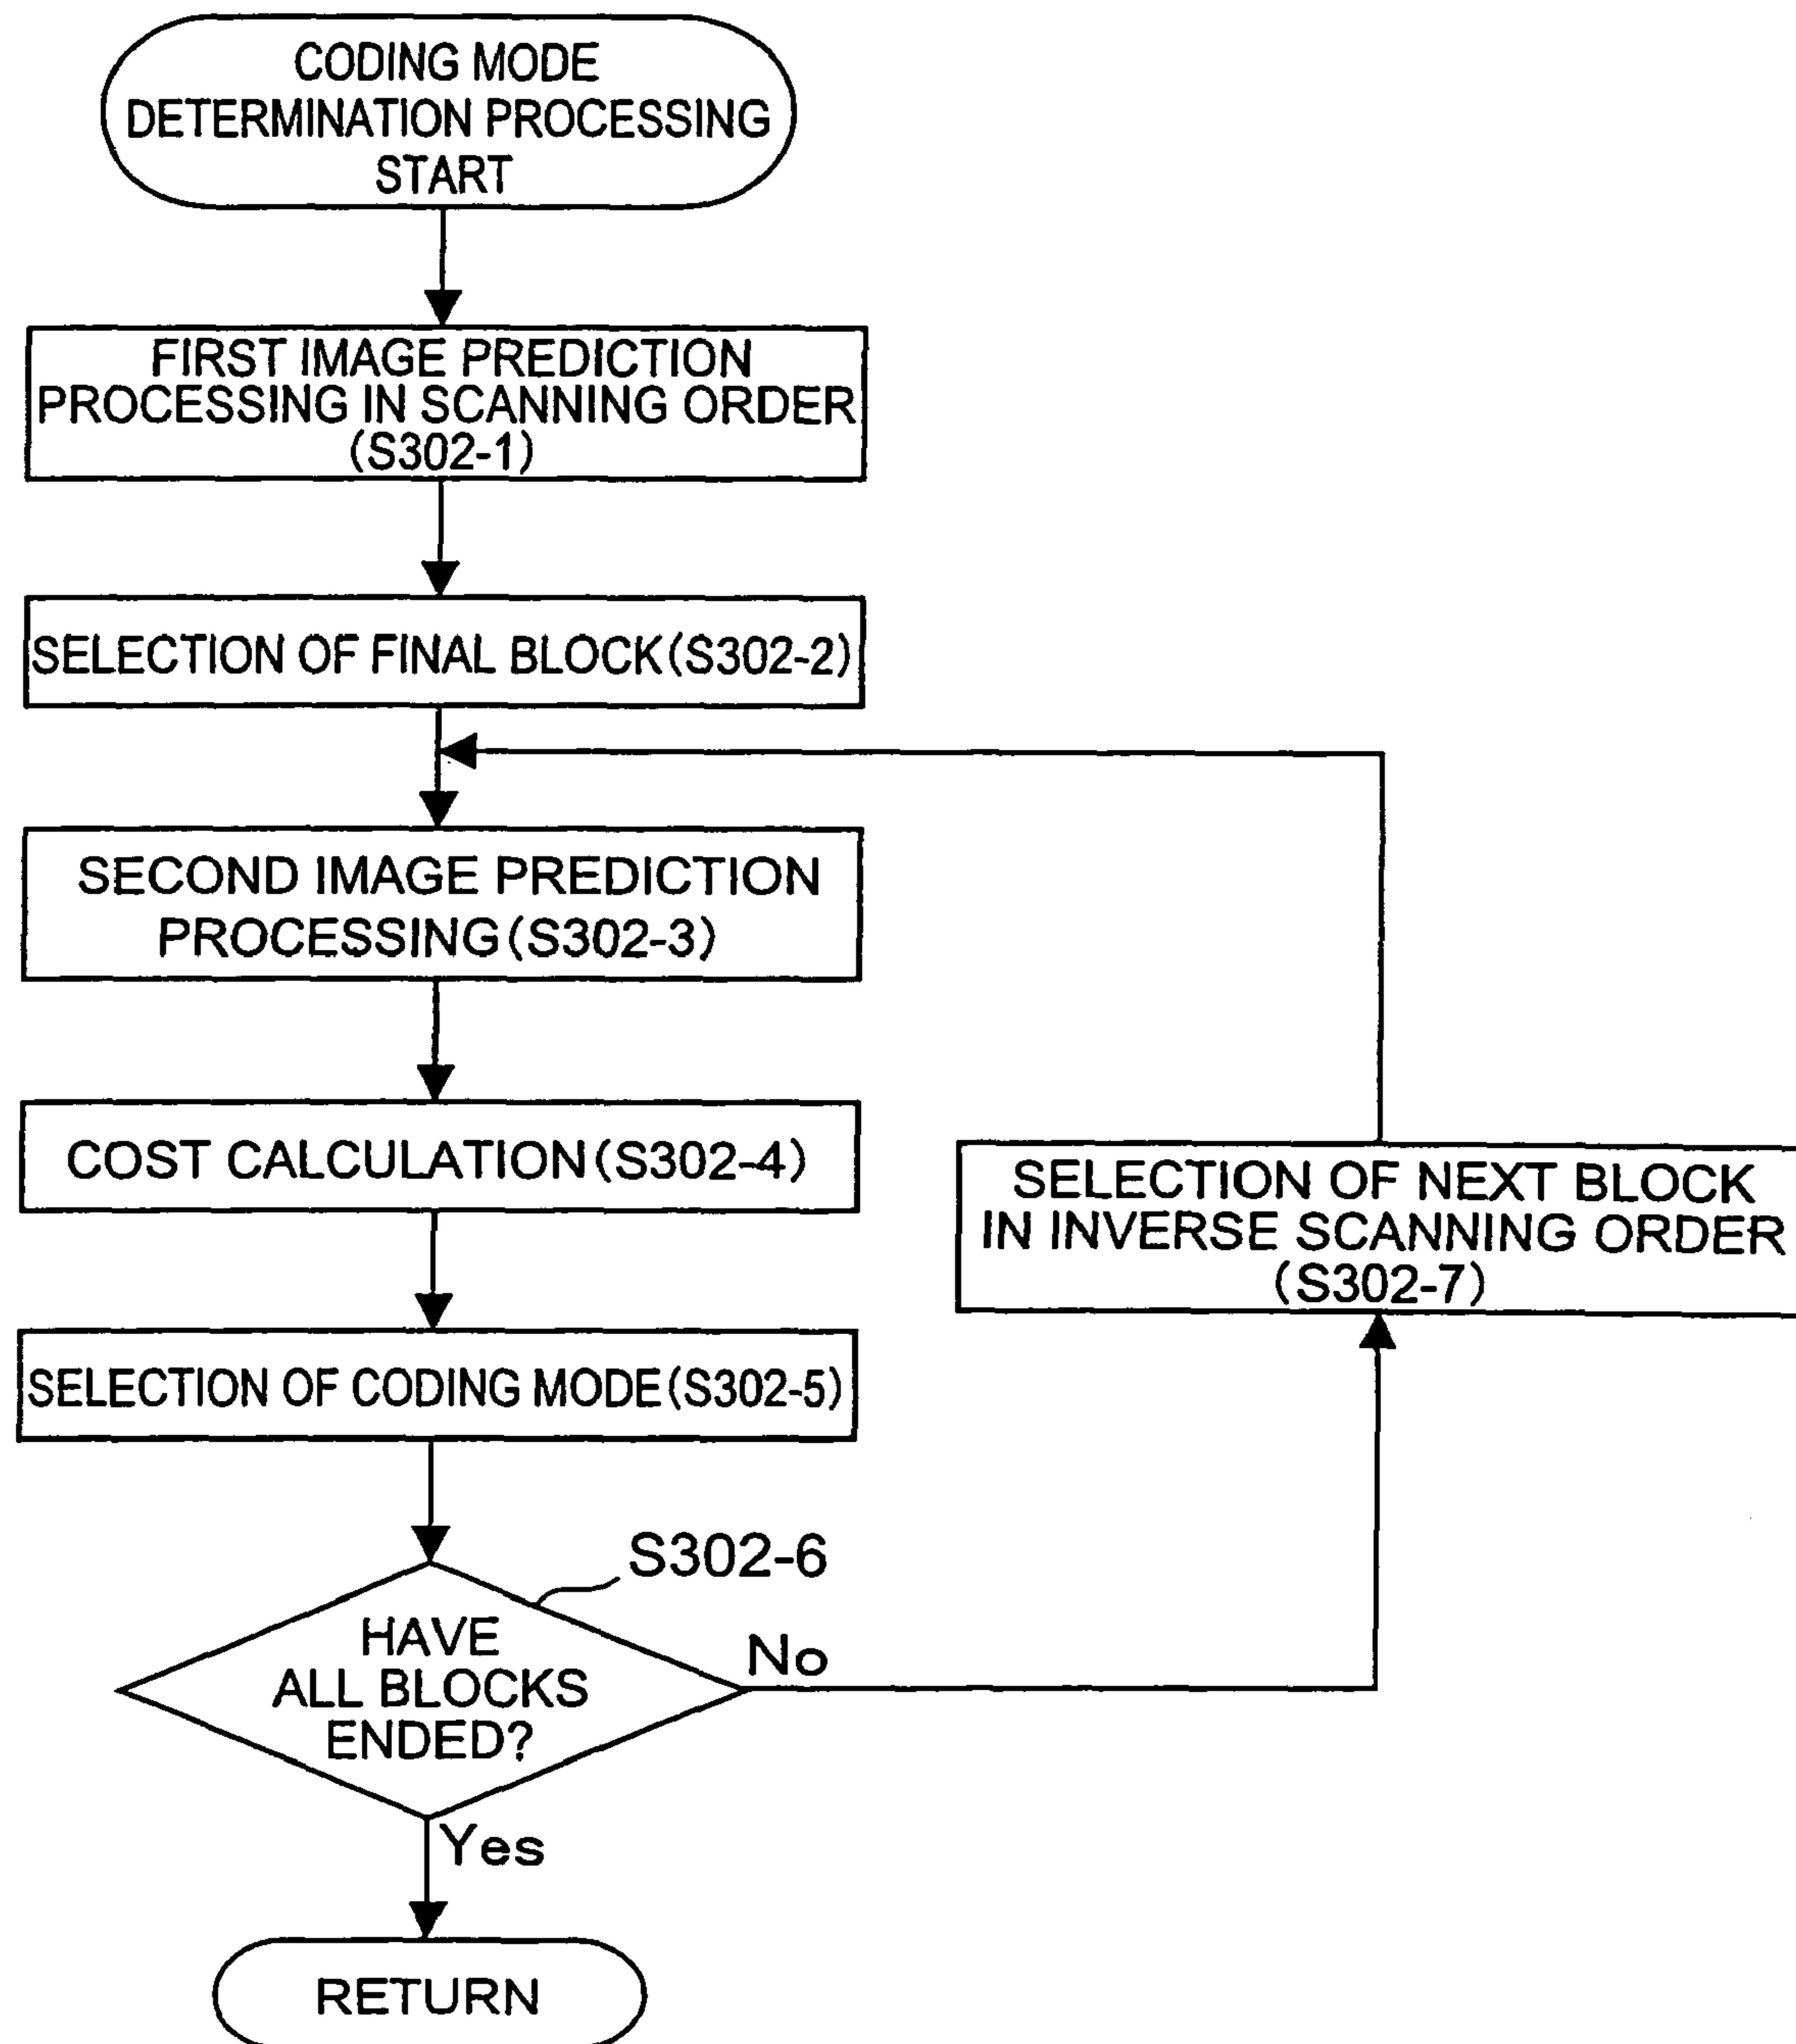 CODING MODE
DETERMINATION PROCESSING
START
FIRST IMAGE PREDICTION
PROCESSING IN SCANNING ORDER
(S302-1)
SELECTION OF FINAL BLOCK(S302-2)
SECOND IMAGE PREDICTION
PROCESSING(S302-3)
COST CALCULATION(S302-4)
SELECTION OF NEXT BLOCK
IN INVERSE SCANNING ORDER
(S302-7)
SELECTION OF CODING MODE(S302-5)
S302-6
HAVE
ALL BLOCKS
ENDED?
No
Yes
RETURN